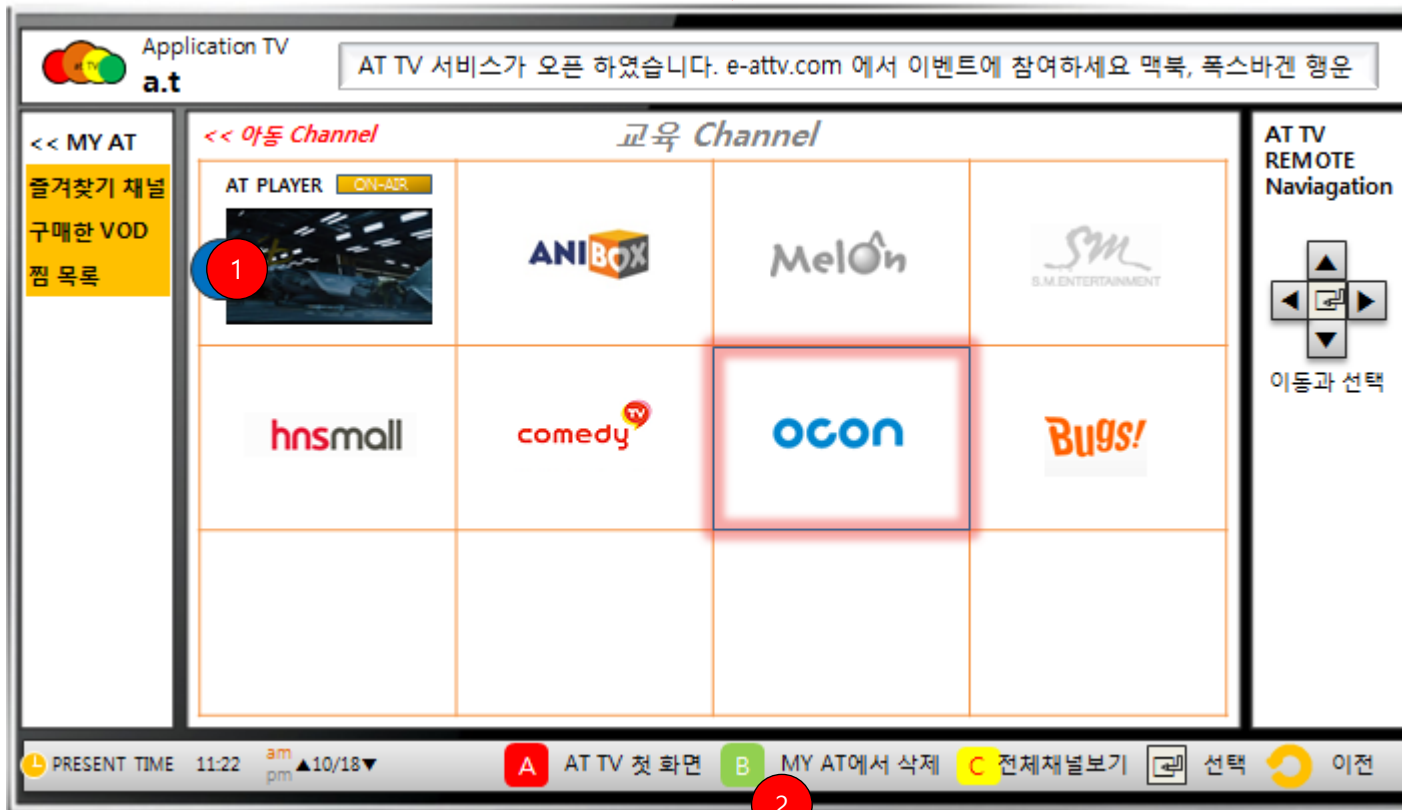 Application TV
a.t
AT TV 서비스가 오픈 하였습니다. e-attv.com 에서 이벤트에 참여하세요 맥북, 폭스바겐 행운
<< MY AT
즐겨찾기 채널
구매한 VOD
찜 목록
<< 아동 Channel
교육 Channel
AT PLAYER ON-AIR
1
ANIBOX
Melon
SM
S.M.ENTERTAINMENT
hnsmall
comedy TV
ocon
Bugs!
AT TV
REMOTE
Naviagation
이동과 선택
PRESENT TIME 11:22 am pm ▲10/18▼
A AT TV 첫 화면
B MY AT에서 삭제
C 전체채널보기
선택
이전
2